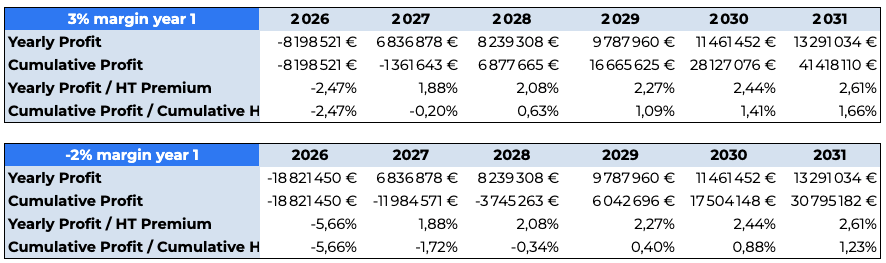 3% margin year 1 2026 2027 2028 2029 2030 2031
Yearly Profit -8 198 521 € 6 836 878 € 8 239 308 € 9 787 960 € 11 461 452 € 13 291 034 €
Cumulative Profit -8 198 521 € -1 361 643 € 6 877 665 € 16 665 625 € 28 127 076 € 41 418 110 €
Yearly Profit / HT Premium -2,47% 1,88% 2,08% 2,27% 2,44% 2,61%
Cumulative Profit / Cumulative H -2,47% -0,20% 0,63% 1,09% 1,41% 1,66%
-2% margin year 1 2026 2027 2028 2029 2030 2031
Yearly Profit -18 821 450 € 6 836 878 € 8 239 308 € 9 787 960 € 11 461 452 € 13 291 034 €
Cumulative Profit -18 821 450 € -11 984 571 € -3 745 263 € 6 042 696 € 17 504 148 € 30 795 182 €
Yearly Profit / HT Premium -5,66% 1,88% 2,08% 2,27% 2,44% 2,61%
Cumulative Profit / Cumulative H -5,66% -1,72% -0,34% 0,40% 0,88% 1,23%